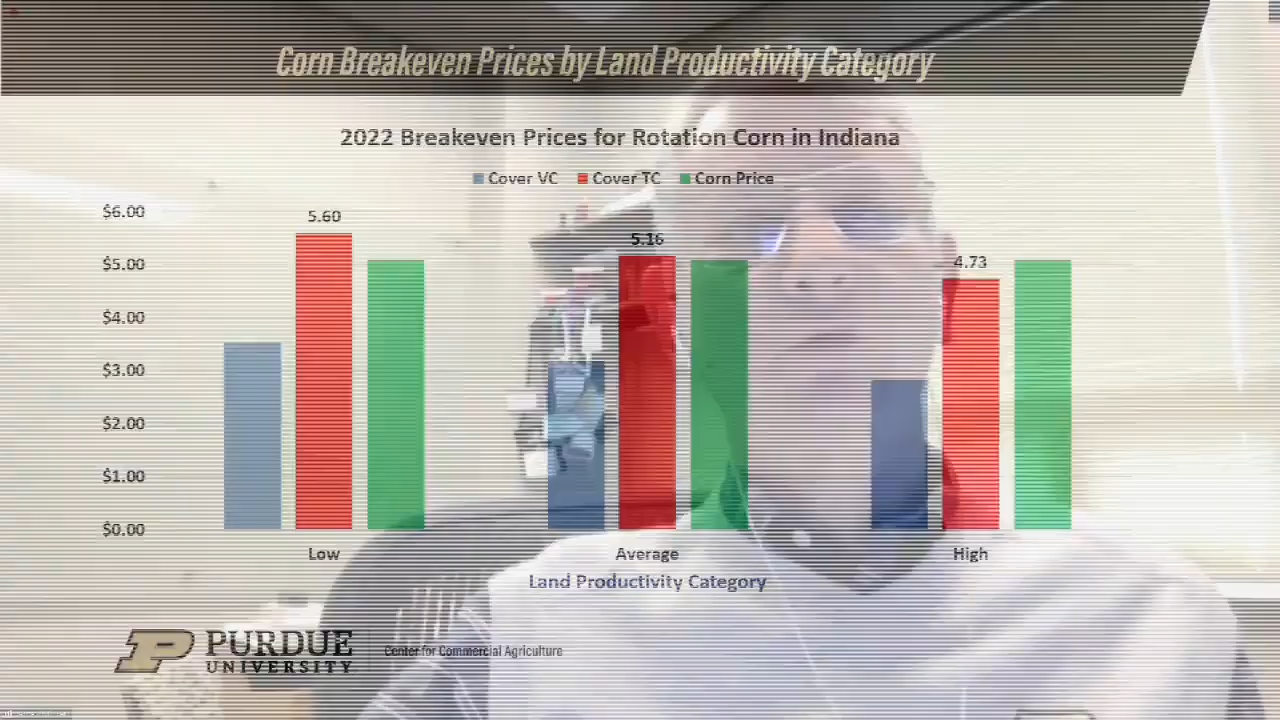 Corn Breakeven Prices by Land Productivity Category
2022 Breakeven Prices for Rotation Corn in Indiana
Cover VC Cover TC Corn Price
$6.00
$5.00
$4.00
$3.00
$2.00
$1.00
$0.00
5.60
5.16
4.73
Low Average High
Land Productivity Category
PURDUE
UNIVERSITY
Center for Commercial Agriculture